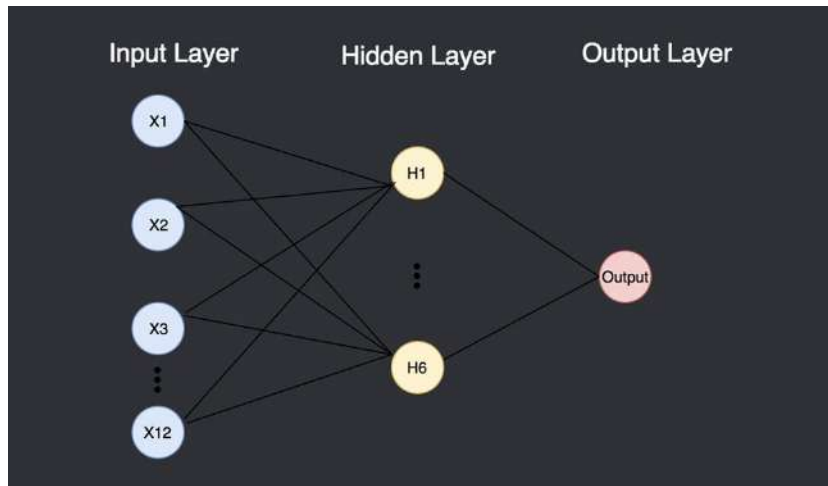 Input Layer
Hidden Layer
Output Layer
X1
X2
X3
X12
H1
H6
Output